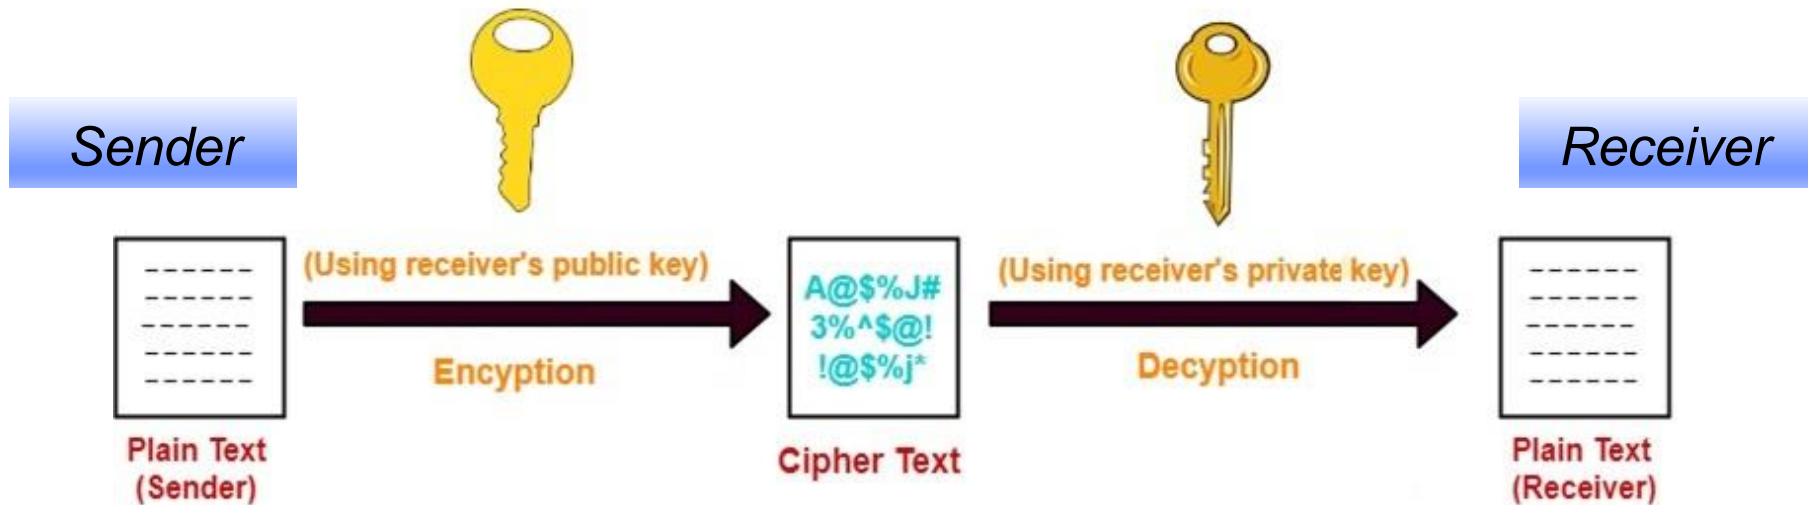 Sender
Receiver
(Using receiver's public key)
(Using receiver's private key)
A@$%J#
3%^$@!
!@$%j*
Encyption
Decyption
Plain Text
(Sender)
Cipher Text
Plain Text
(Receiver)